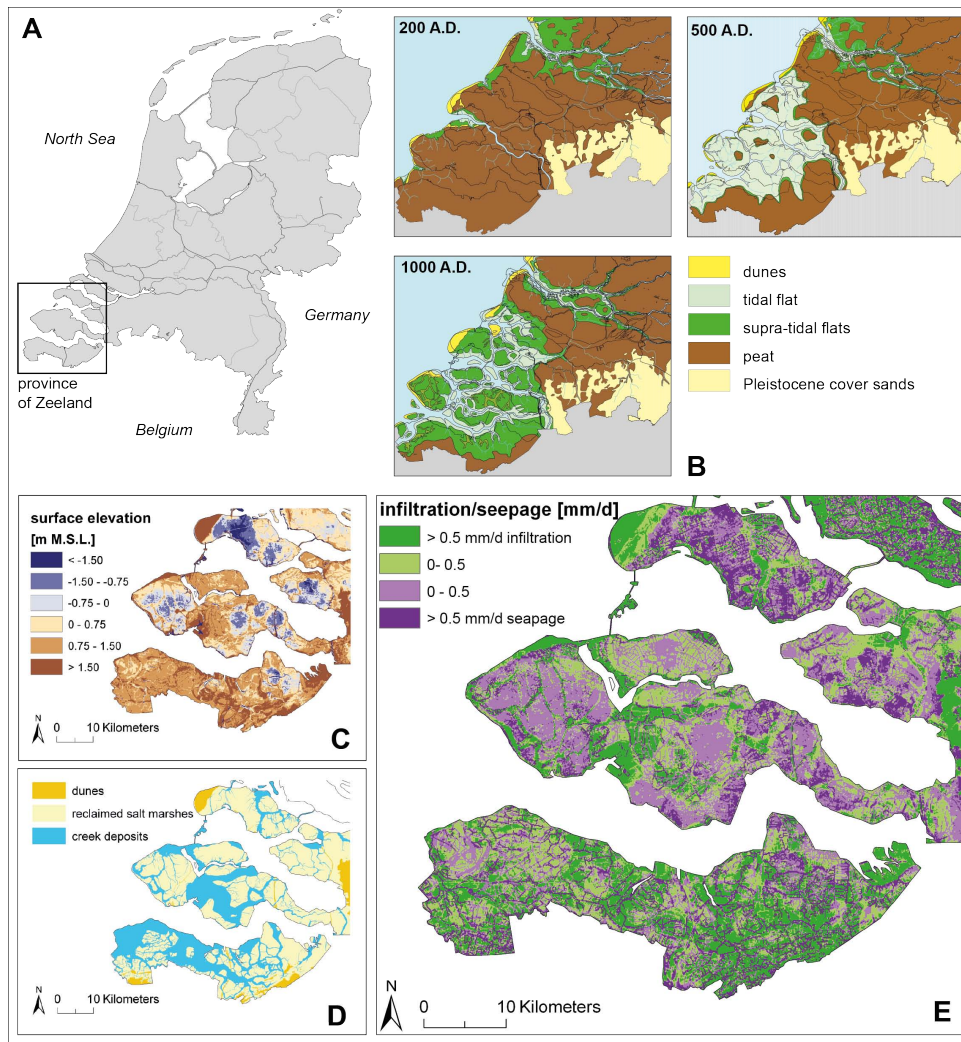 A
North Sea
Germany
province
of Zeeland
Belgium
200 A.D.
500 A.D.
1000 A.D.
dunes
tidal flat
supra-tidal flats
peat
Pleistocene cover sands
B
surface elevation
[m M.S.L.]
< -1.50
-1.50 - -0.75
-0.75 - 0
0 - 0.75
0.75 - 1.50
> 1.50
N
0 10 Kilometers
C
dunes
reclaimed salt marshes
creek deposits
N
0 10 Kilometers
D
infiltration/seepage [mm/d]
> 0.5 mm/d infiltration
0- 0.5
0 - 0.5
> 0.5 mm/d seapage
N
0 10 Kilometers
E